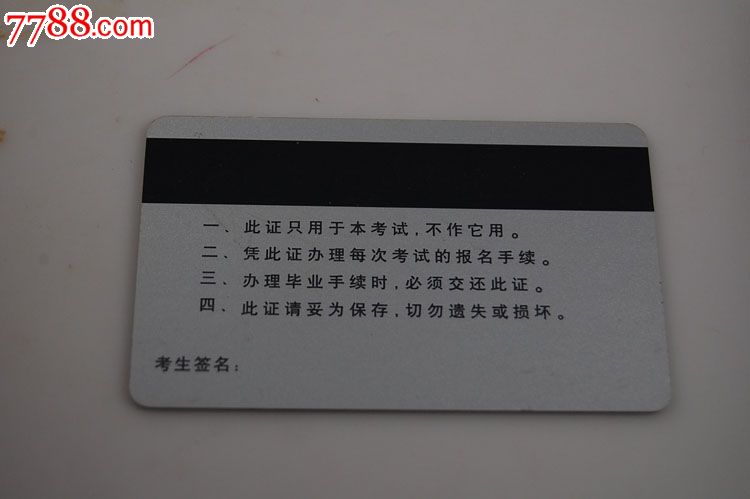 7788.com
一、此证只用于本考试,不作它用。
二、凭此证办理每次考试的报名手续。
三、办理毕业手续时,必须交还此证。
四、此证请妥为保存,切勿遗失或损坏。
考生签名: